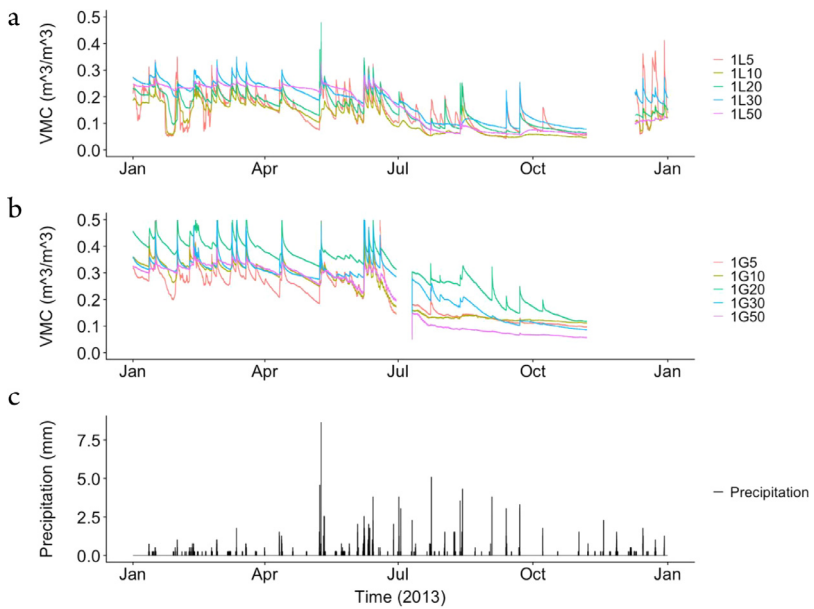 a
VMC (m^3/m^3)
0.5
0.4
0.3
0.2
0.1
0.0
Jan
Apr
Jul
Oct
Jan
1L5
1L10
1L20
1L30
1L50
b
VMC (m^3/m^3)
0.5
0.4
0.3
0.2
0.1
0.0
Jan
Apr
Jul
Oct
Jan
1G5
1G10
1G20
1G30
1G50
c
Precipitation (mm)
7.5
5.0
2.5
0.0
Jan
Apr
Jul
Oct
Jan
Time (2013)
Precipitation